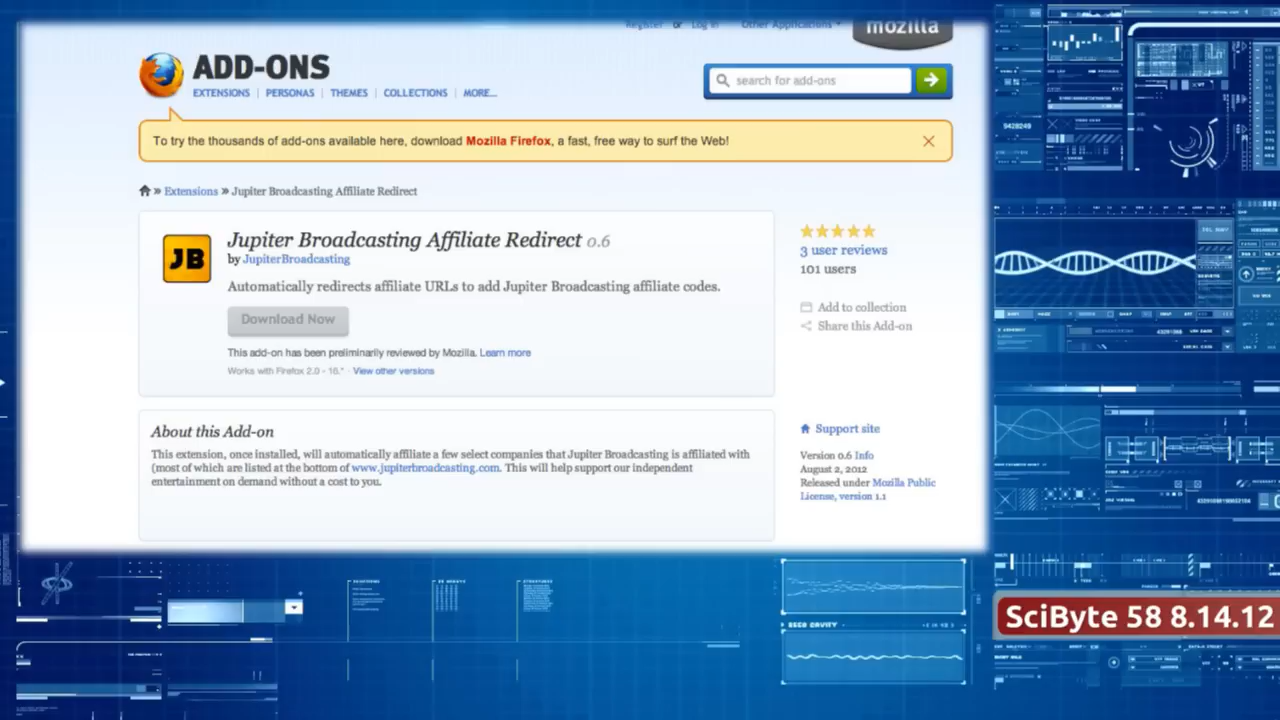 Register or Log in Other Applications
mozilla
ADD-ONS
EXTENSIONS | PERSONAS | THEMES | COLLECTIONS | MORE...
search for add-ons
To try the thousands of add-ons available here, download Mozilla Firefox, a fast, free way to surf the Web!
» Extensions » Jupiter Broadcasting Affiliate Redirect
JB
Jupiter Broadcasting Affiliate Redirect 0.6
by JupiterBroadcasting
Automatically redirects affiliate URLs to add Jupiter Broadcasting affiliate codes.
Download Now
This add-on has been preliminarily reviewed by Mozilla. Learn more
Works with Firefox 2.0 - 16.* · View other versions
3 user reviews
101 users
Add to collection
Share this Add-on
About this Add-on
This extension, once installed, will automatically affiliate a few select companies that Jupiter Broadcasting is affiliated with
(most of which are listed at the bottom of www.jupiterbroadcasting.com. This will help support our independent
entertainment on demand without a cost to you.
Support site
Version 0.6 Info
August 2, 2012
Released under Mozilla Public
License, version 1.1
SciByte 58 8.14.12